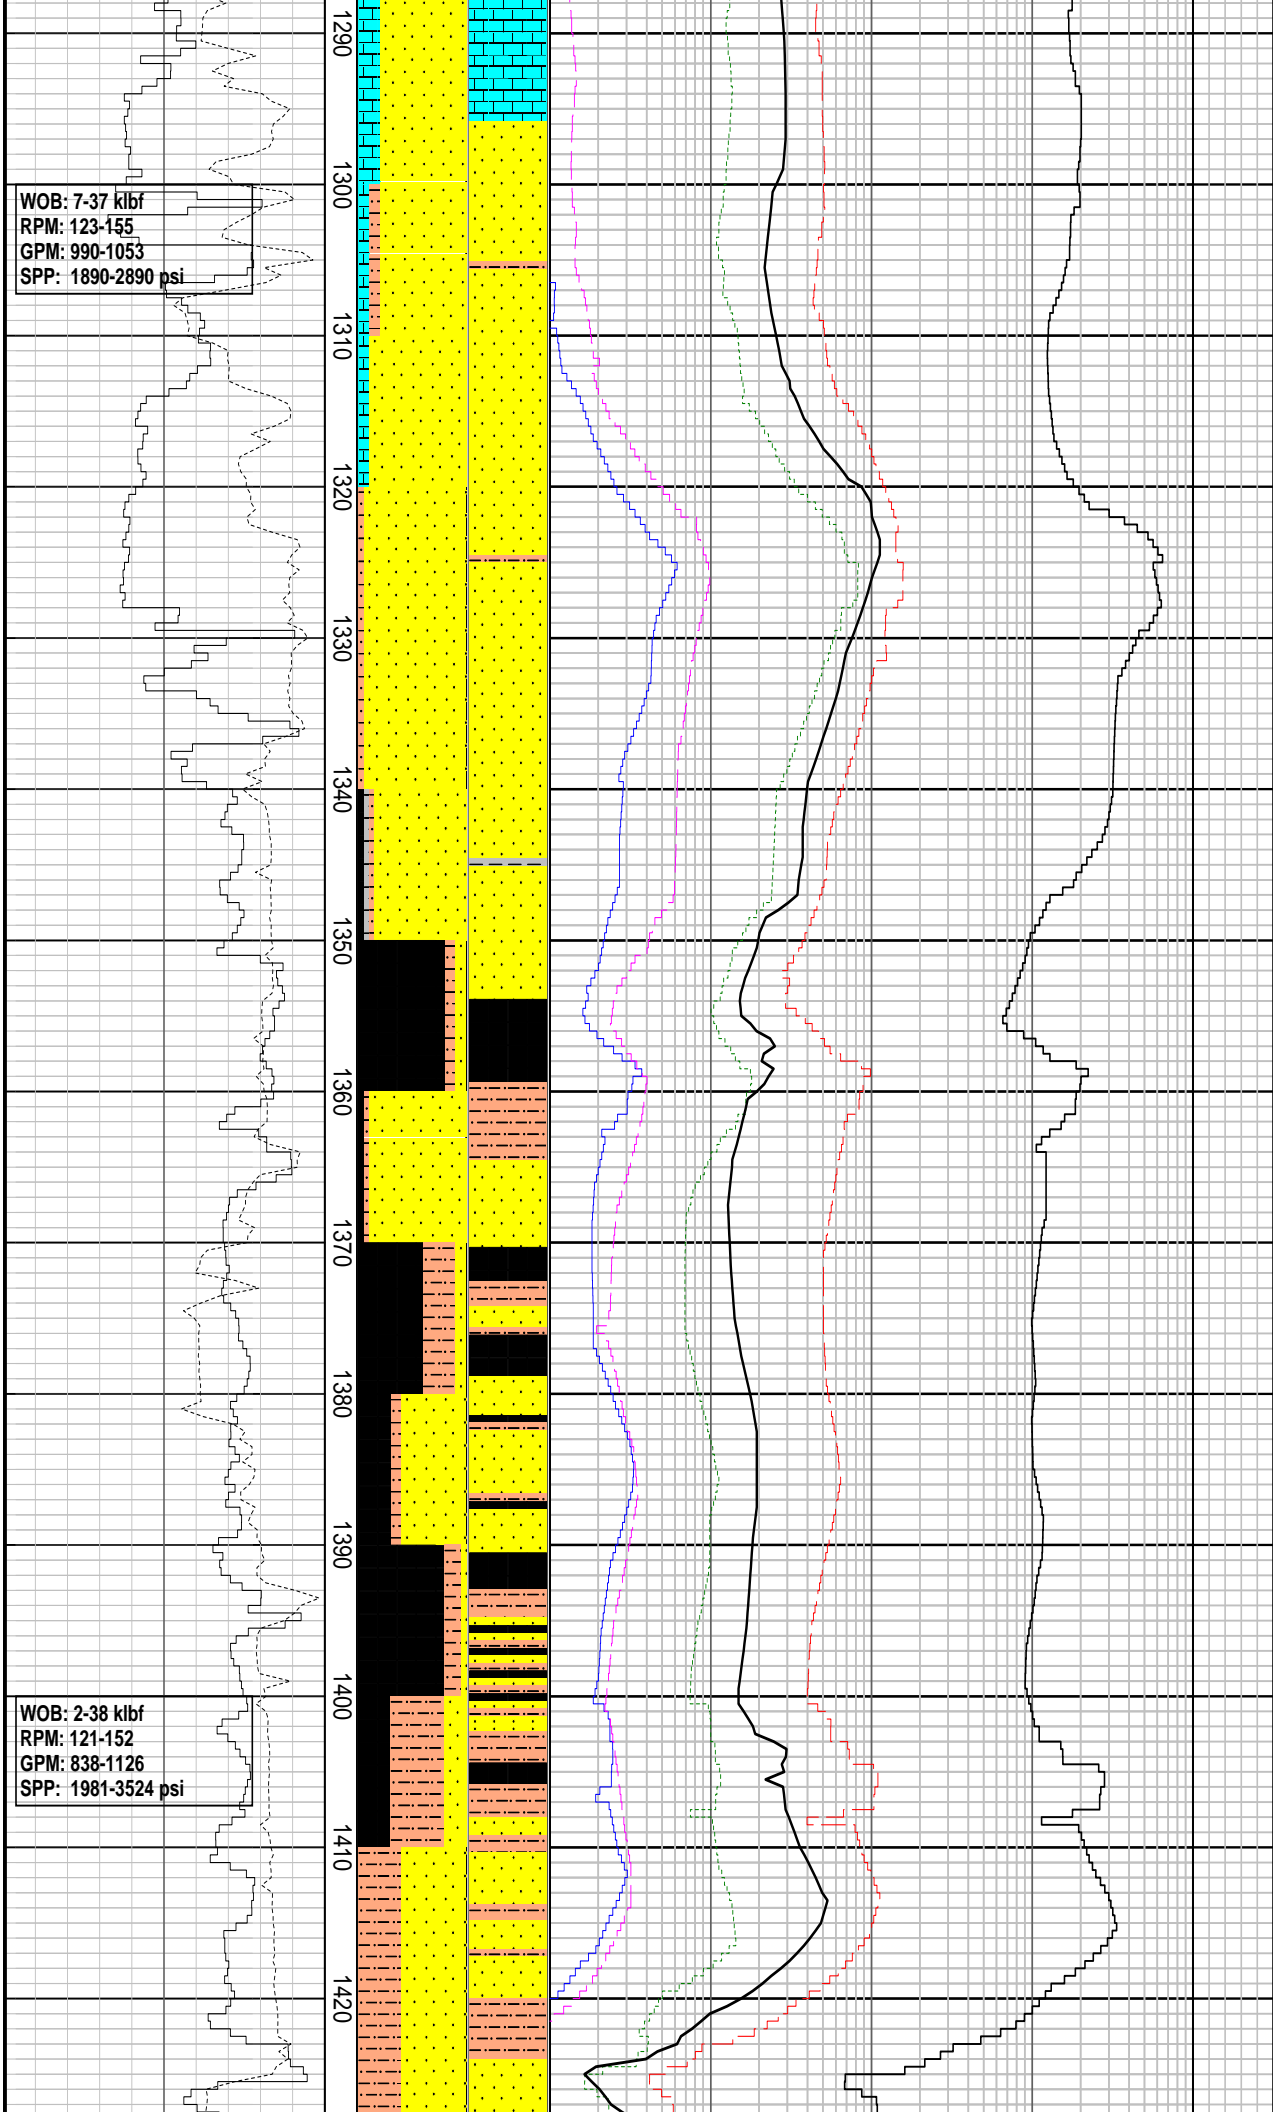 1290
1300
WOB: 7-37 klbf
RPM: 123-155
GPM: 990-1053
SPP: 1890-2890 psi
1310
1320
1330
1340
1350
1360
1370
1380
1390
1400
WOB: 2-38 klbf
RPM: 121-152
GPM: 838-1126
SPP: 1981-3524 psi
1410
1420